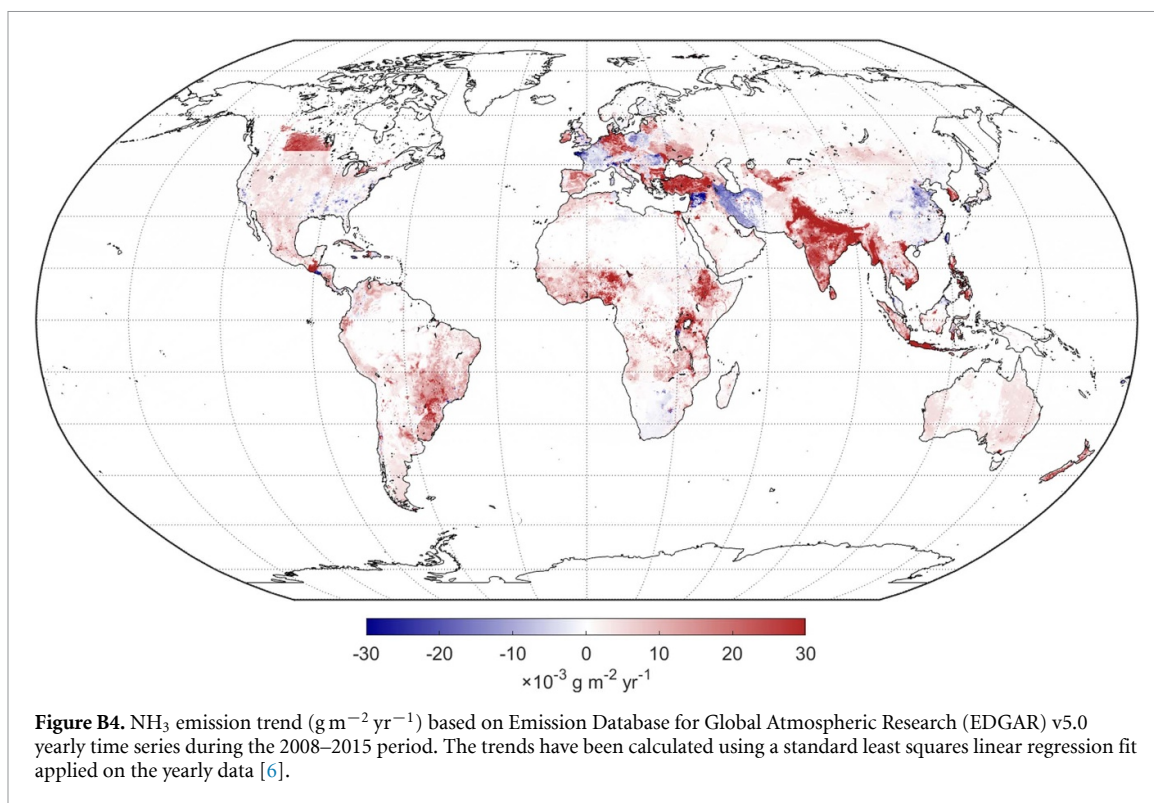 -30 -20 -10 0 10 20 30
×10⁻³ g m⁻² yr⁻¹
Figure B4. NH₃ emission trend (g m⁻² yr⁻¹) based on Emission Database for Global Atmospheric Research (EDGAR) v5.0
yearly time series during the 2008–2015 period. The trends have been calculated using a standard least squares linear regression fit
applied on the yearly data [6].